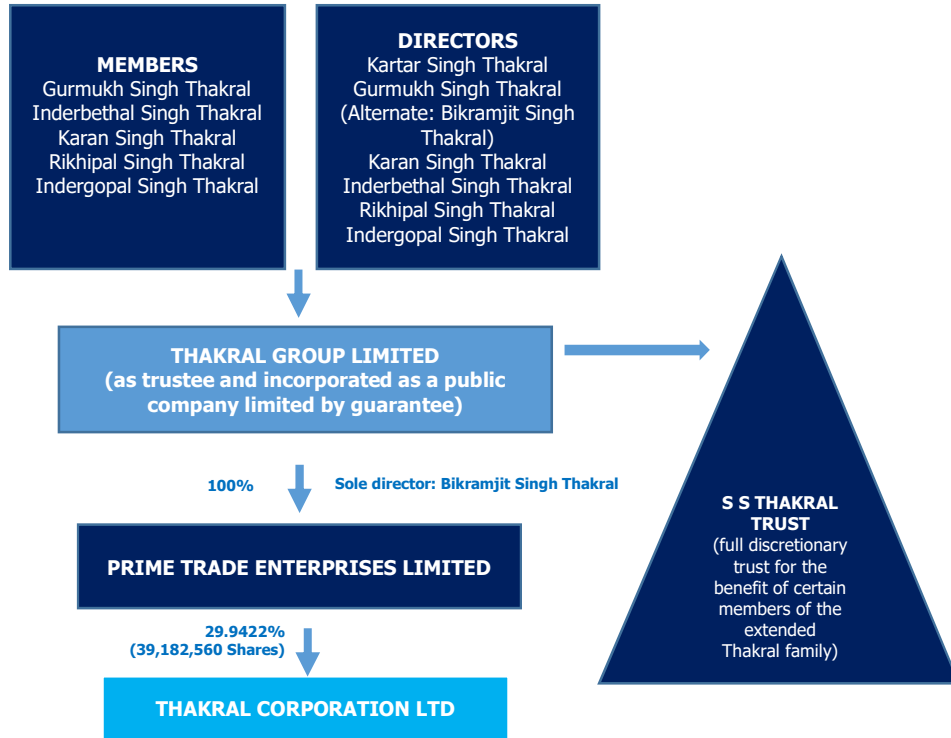 MEMBERS
Gurmukh Singh Thakral
Inderbethal Singh Thakral
Karan Singh Thakral
Rikhipal Singh Thakral
Indergopal Singh Thakral
DIRECTORS
Kartar Singh Thakral
Gurmukh Singh Thakral
(Alternate: Bikramjit Singh
Thakral)
Karan Singh Thakral
Inderbethal Singh Thakral
Rikhipal Singh Thakral
Indergopal Singh Thakral
THAKRAL GROUP LIMITED
(as trustee and incorporated as a public
company limited by guarantee)
100%
Sole director: Bikramjit Singh Thakral
PRIME TRADE ENTERPRISES LIMITED
29.9422%
(39,182,560 Shares)
THAKRAL CORPORATION LTD
S S THAKRAL
TRUST
(full discretionary
trust for the
benefit of certain
members of the
extended
Thakral family)